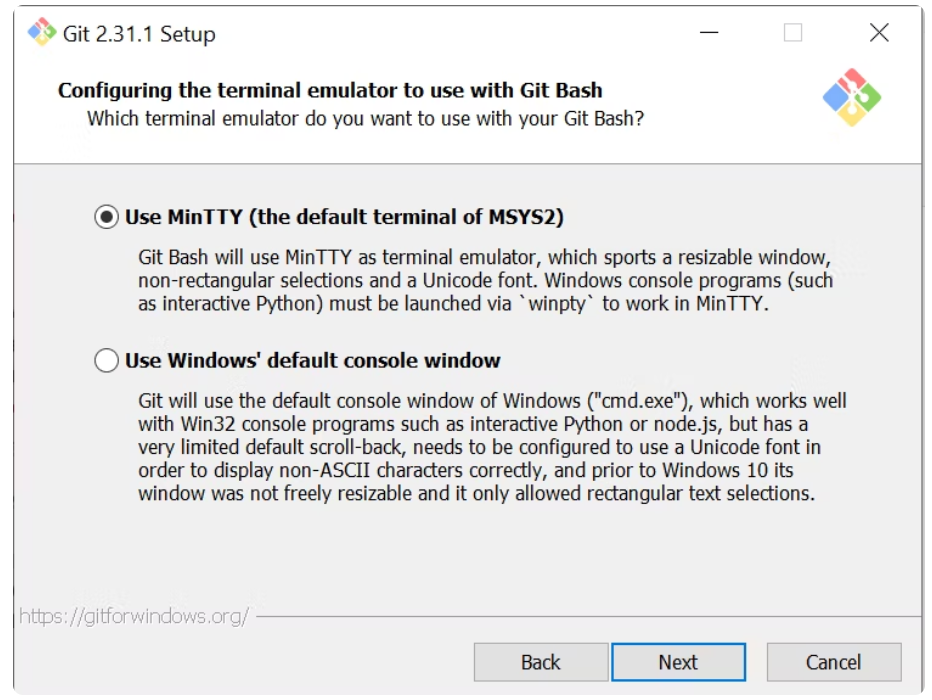 Git 2.31.1 Setup
Configuring the terminal emulator to use with Git Bash
Which terminal emulator do you want to use with your Git Bash?
Use MinTTY (the default terminal of MSYS2)
Git Bash will use MinTTY as terminal emulator, which sports a resizable window,
non-rectangular selections and a Unicode font. Windows console programs (such
as interactive Python) must be launched via `winpty` to work in MinTTY.
Use Windows' default console window
Git will use the default console window of Windows ("cmd.exe"), which works well
with Win32 console programs such as interactive Python or node.js, but has a
very limited default scroll-back, needs to be configured to use a Unicode font in
order to display non-ASCII characters correctly, and prior to Windows 10 its
window was not freely resizable and it only allowed rectangular text selections.
https://gitforwindows.org/
Back Next Cancel